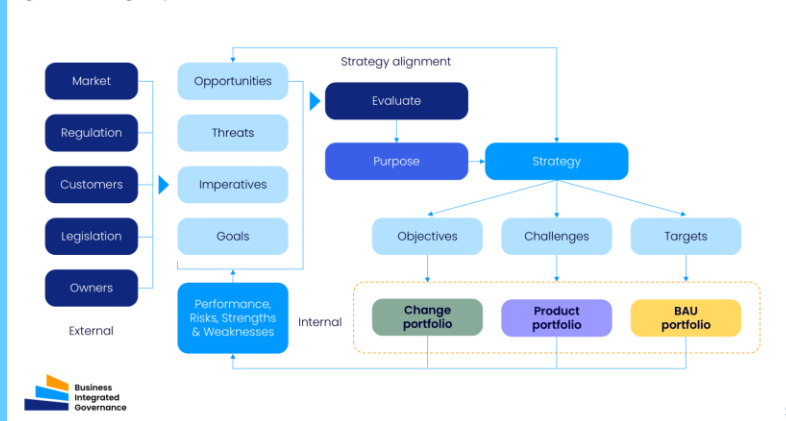 Strategy alignment
Market
Regulation
Customers
Legislation
Owners
External
Opportunities
Threats
Imperatives
Goals
Performance,
Risks, Strengths
& Weaknesses
Internal
Evaluate
Purpose
Strategy
Objectives
Challenges
Targets
Change
portfolio
Product
portfolio
BAU
portfolio
Business
Integrated
Governance